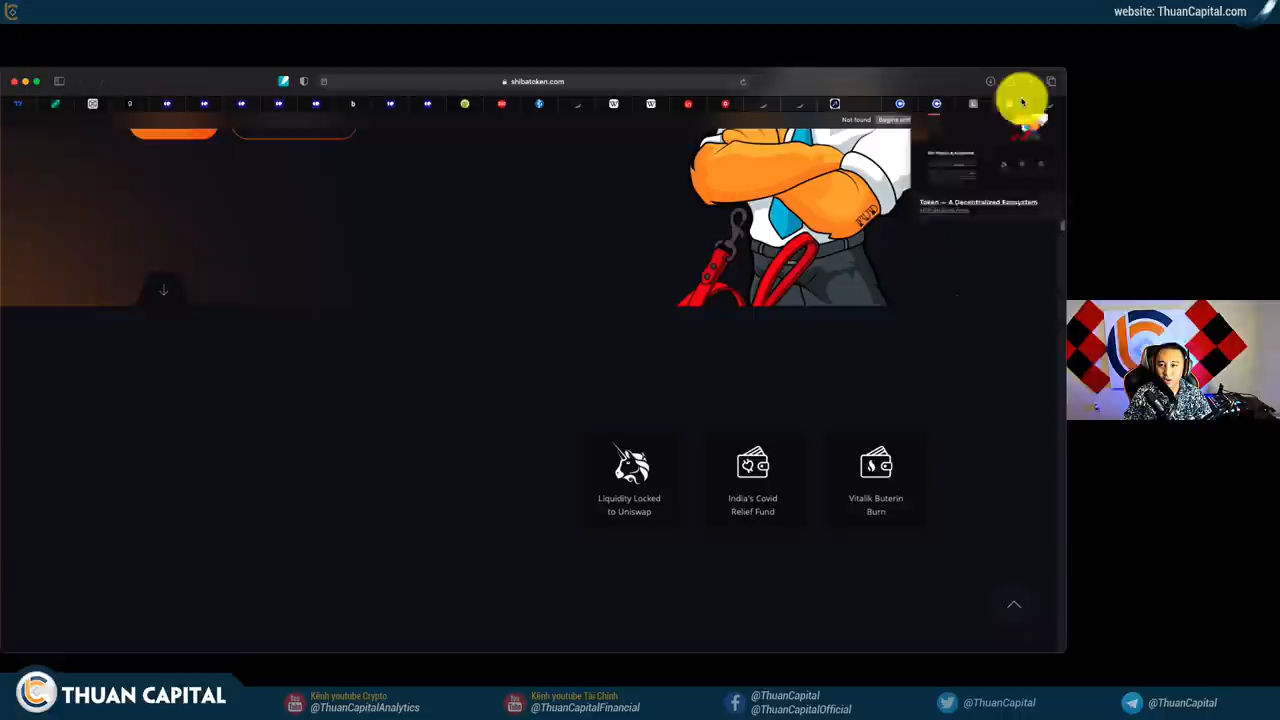 website: ThuanCapital.com
shibatoken.com
Not found
Token — A Decentralized Ecosystem
FUD
Liquidity Locked
to Uniswap
India's Covid
Relief Fund
Vitalik Buterin
Burn
THUAN CAPITAL
Kênh youtube Crypto
@ThuanCapitalAnalytics
Kênh youtube Tài Chính
@ThuanCapitalFinancial
@ThuanCapital
@ThuanCapitalOfficial
@ThuanCapital
@ThuanCapital